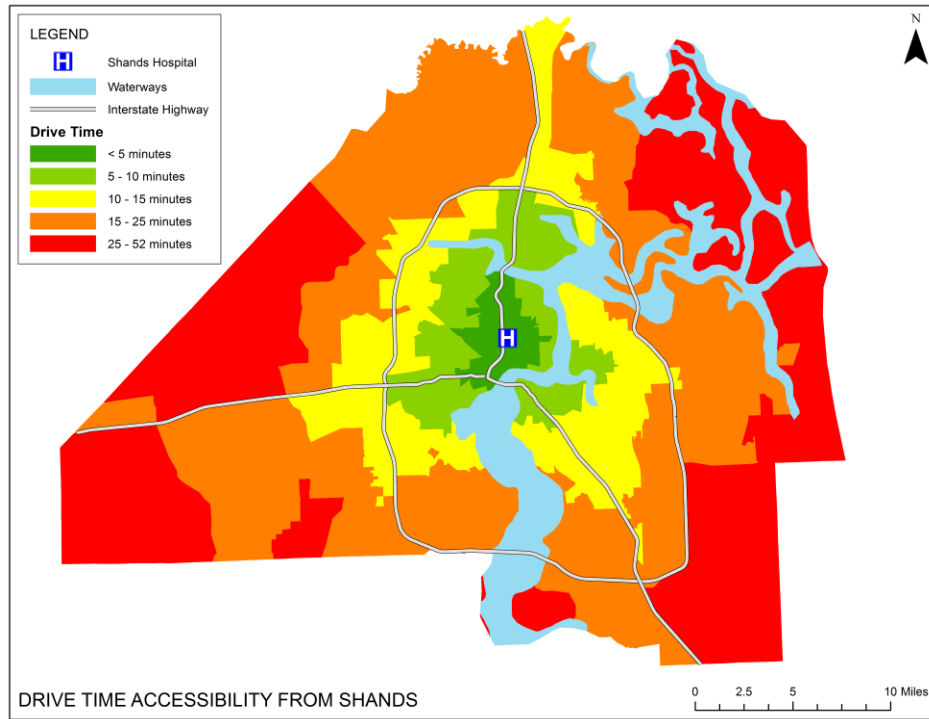 LEGEND
H Shands Hospital
Waterways
Interstate Highway
Drive Time
< 5 minutes
5 - 10 minutes
10 - 15 minutes
15 - 25 minutes
25 - 52 minutes
N
H
DRIVE TIME ACCESSIBILITY FROM SHANDS
0 2.5 5 10 Miles